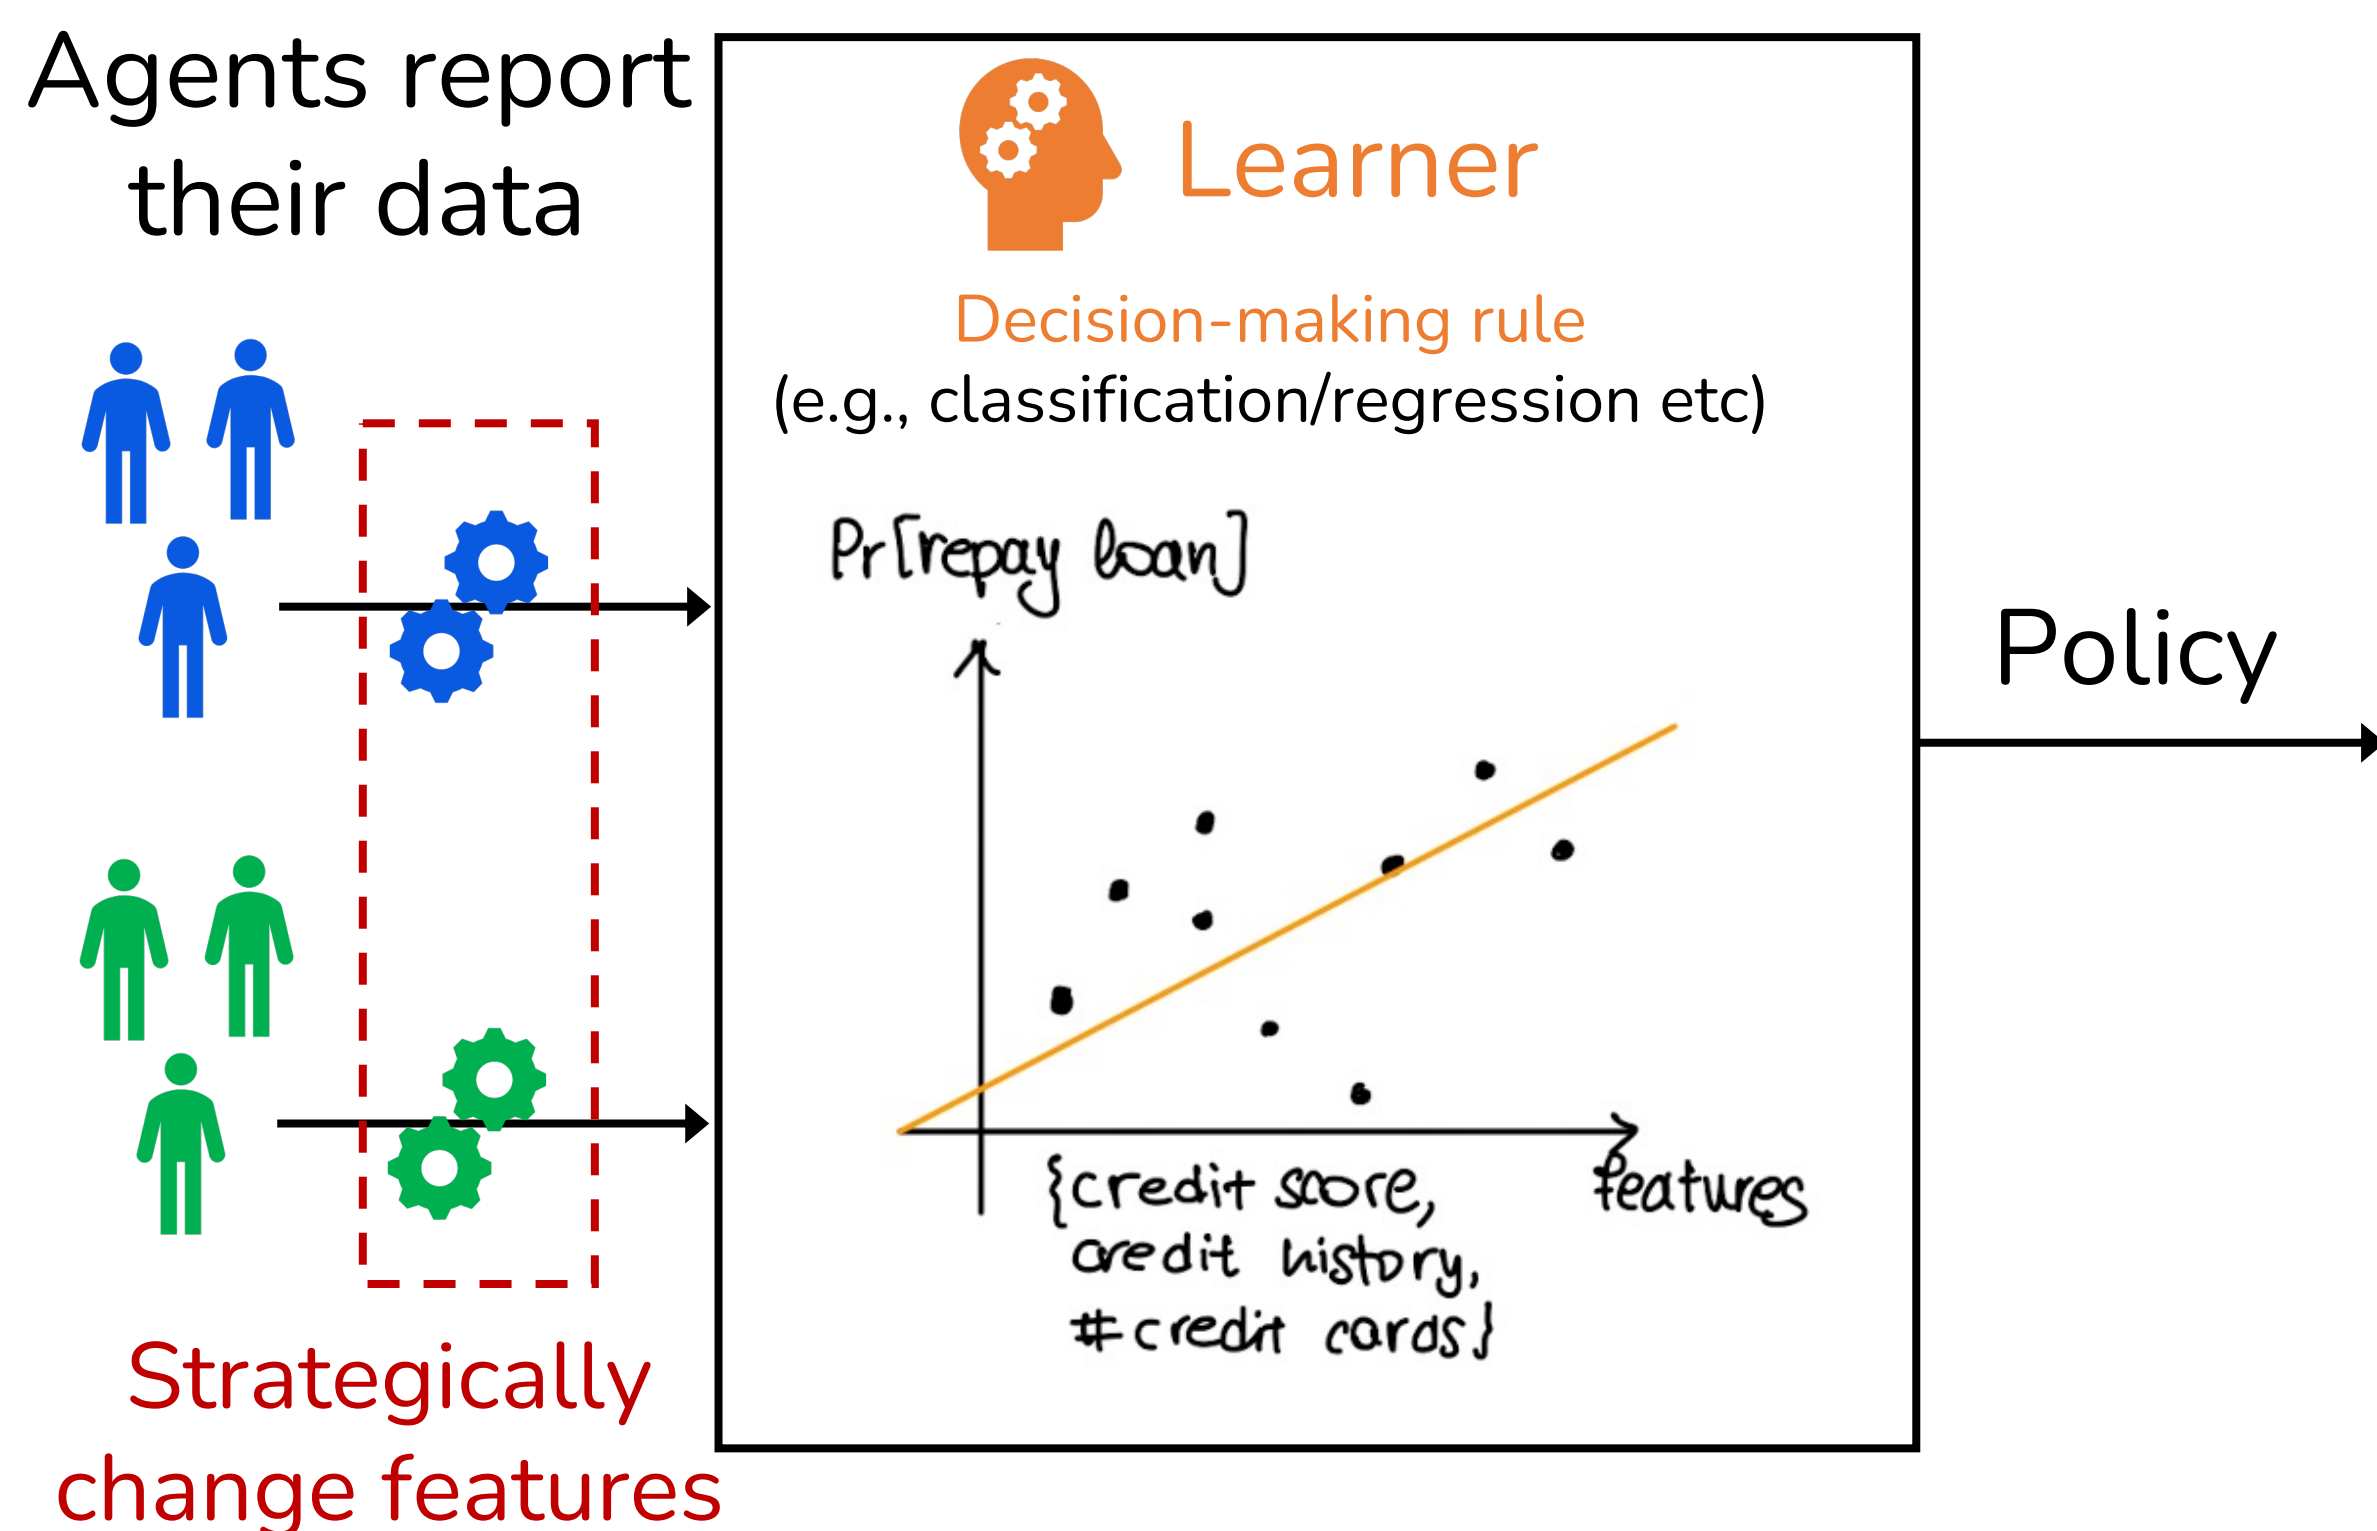 Agents report
their data
Learner
Decision-making rule
(e.g., classification/regression etc)
Pr[repay loan]
features
{credit score,
credit history,
#credit cards}
Policy
Strategically
change features